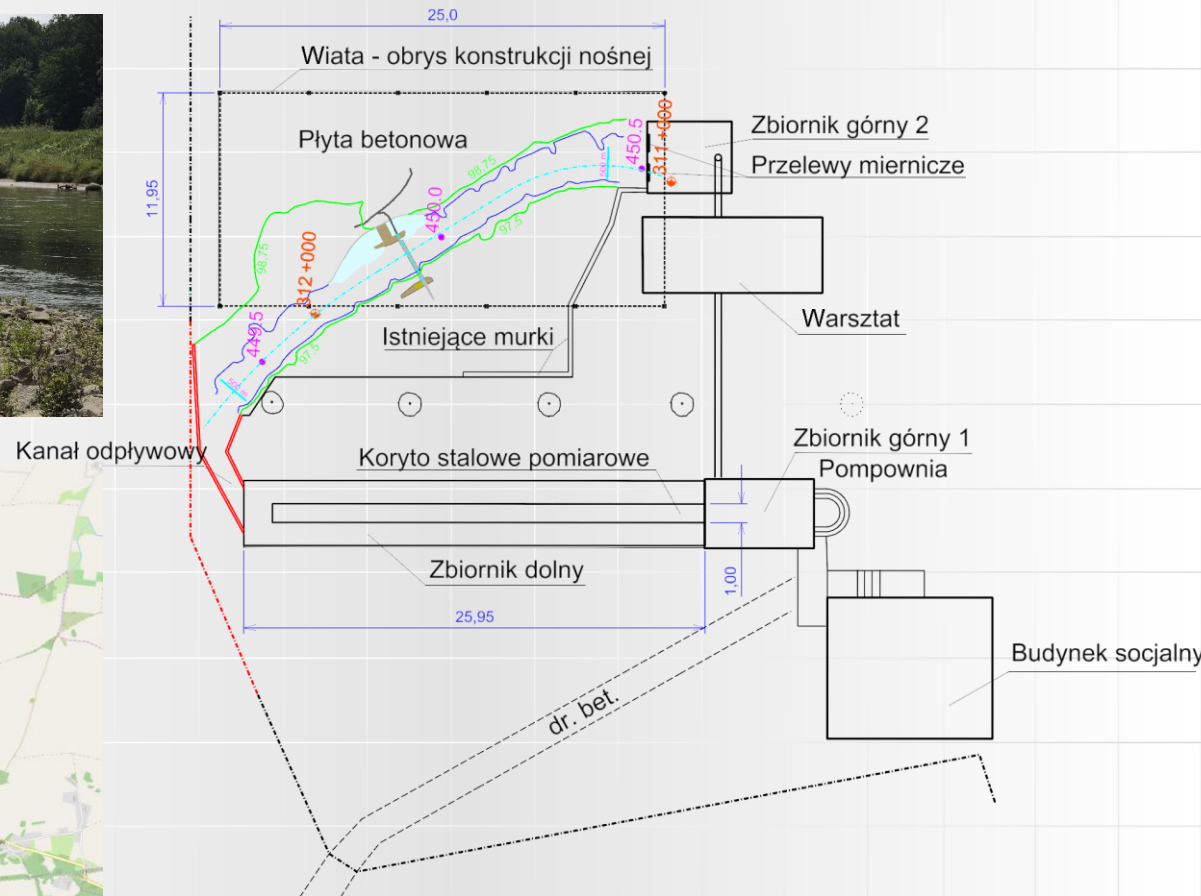 25,0
Wiata - obrys konstrukcji nośnej
Płyta betonowa
Zbiornik górny 2
Przelewy miernicze
450.5
311 +000
98.75
11,95
450.0
97.5
98.75
312 +000
449.5
97.5
Istniejące murki
Warsztat
Kanał odpływowy
Koryto stalowe pomiarowe
Zbiornik górny 1
Pompownia
Zbiornik dolny
1,00
25,95
Budynek socjalny
dr. bet.